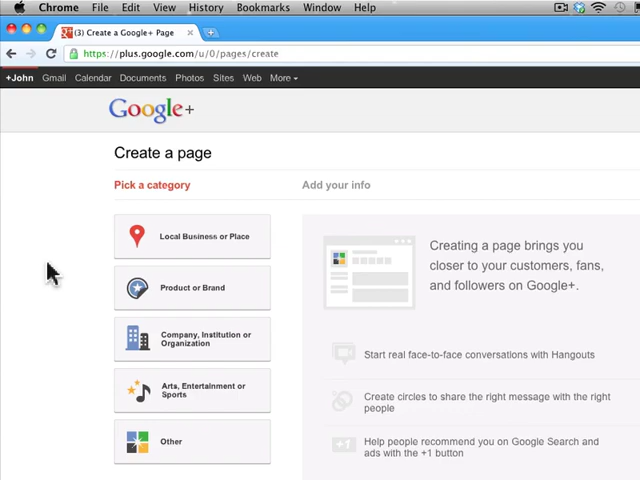 Chrome File Edit View History Bookmarks Window Help
(3) Create a Google+ Page
https://plus.google.com/u/0/pages/create
+John Gmail Calendar Documents Photos Sites Web More
Google+
Create a page
Pick a category
Add your info
Local Business or Place
Product or Brand
Company, Institution or
Organization
Arts, Entertainment or
Sports
Other
Creating a page brings you
closer to your customers, fans,
and followers on Google+.
Start real face-to-face conversations with Hangouts
Create circles to share the right message with the right
people
+1
Help people recommend you on Google Search and
ads with the +1 button